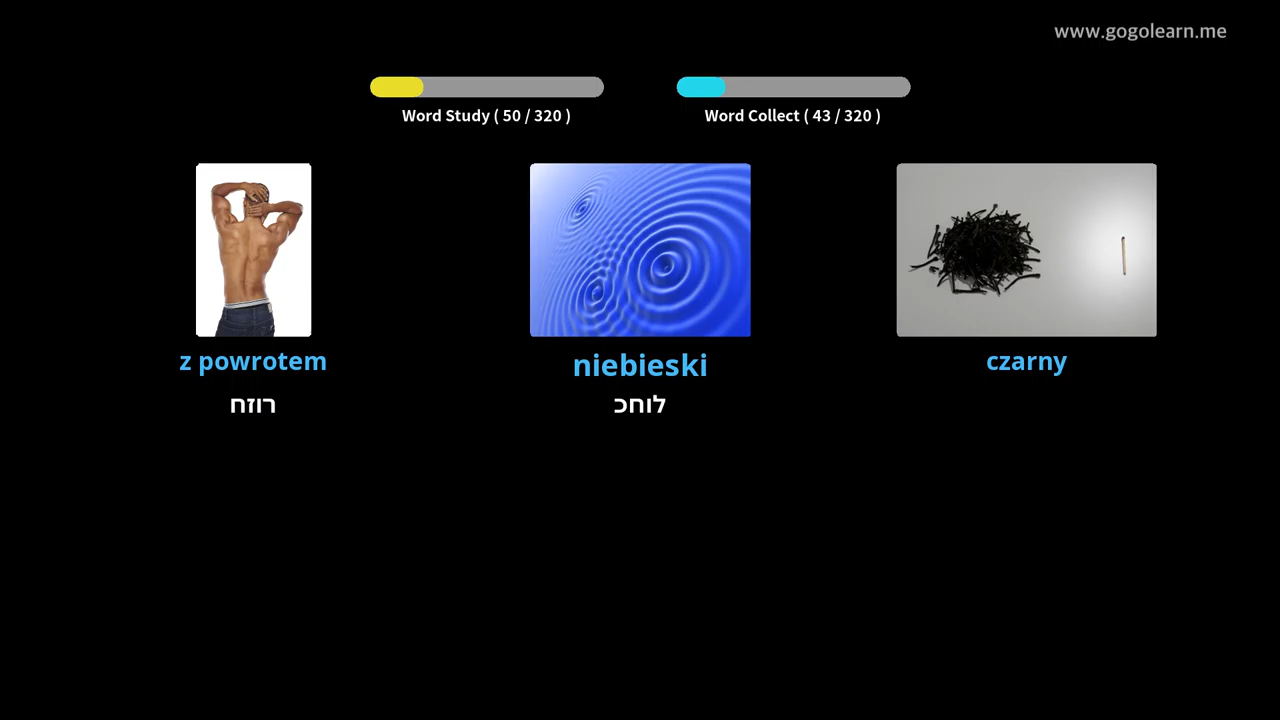 www.gogolearn.me
Word Study ( 50 / 320 )
Word Collect ( 43 / 320 )
z powrotem
niebieski
czarny
רוזח
לוחכ